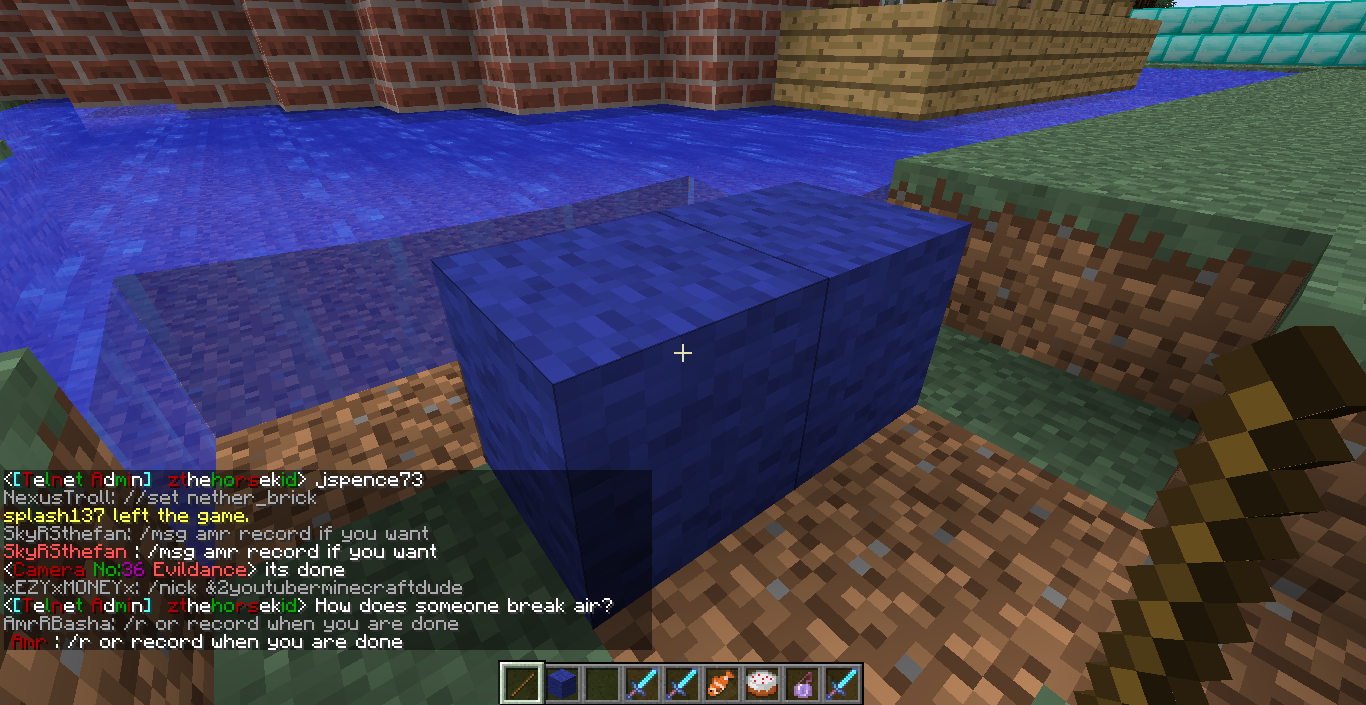 <[Telnet Admin] zthehorsekid> jspence73
NexusTroll: //set nether_brick
splash137 left the game.
SkyRSthefan: /msg amr record if you want
SkyRSthefan : /msg amr record if you want
<Camera No:36 Evildance> its done
xEZYxMONEYx: /nick &2youtuberminecraftdude
<[Telnet Admin] zthehorsekid> How does someone break air?
AmrRBasha: /r or record when you are done
Amr : /r or record when you are done